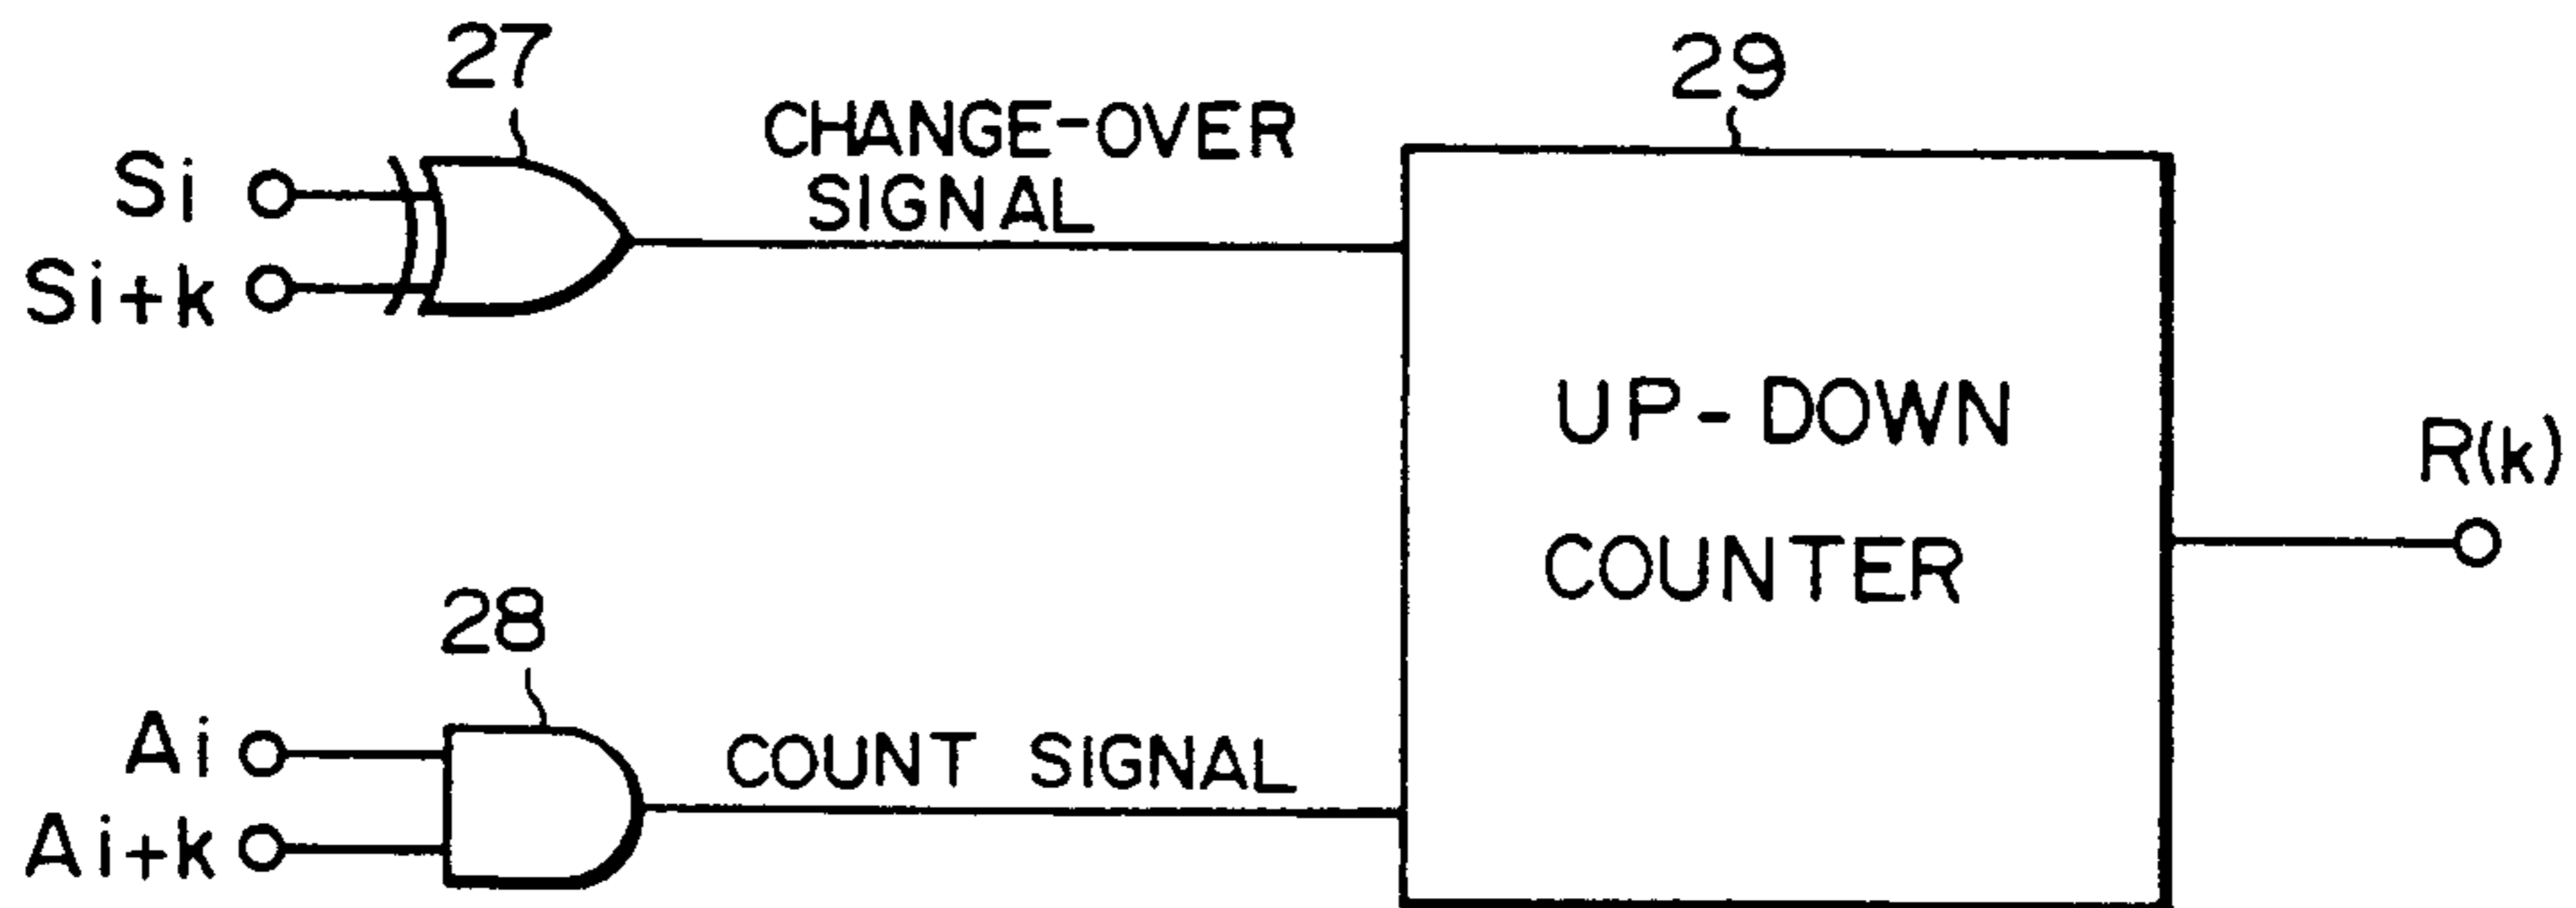 27
CHANGE-OVER
SIGNAL
Si
Si+k
29
UP-DOWN
COUNTER
R(k)
28
COUNT SIGNAL
Ai
Ai+k